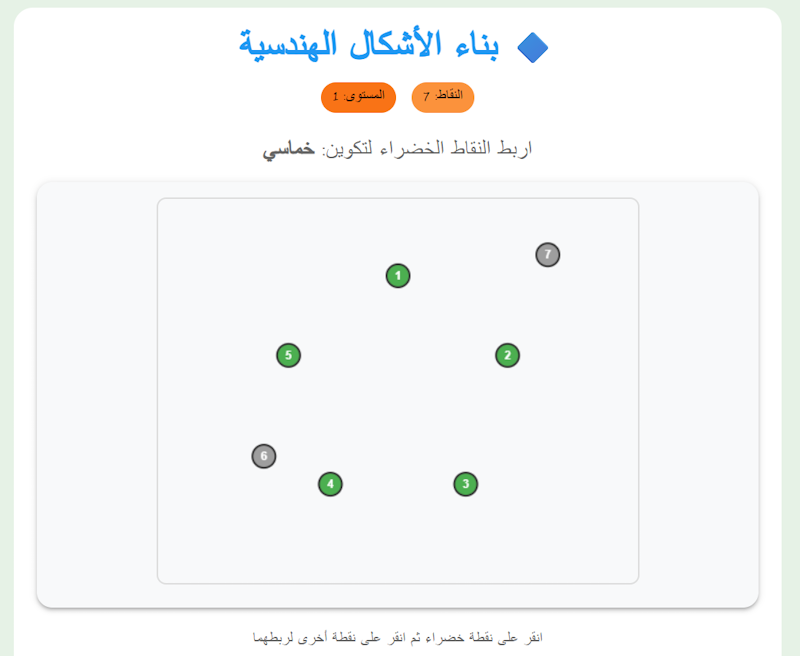 بناء الأشكال الهندسية
النقاط: 7 المستوى: 1
اربط النقاط الخضراء لتكوين: خماسي
7
1
5 2
6
4 3
انقر على نقطة خضراء ثم انقر على نقطة أخرى لربطهما